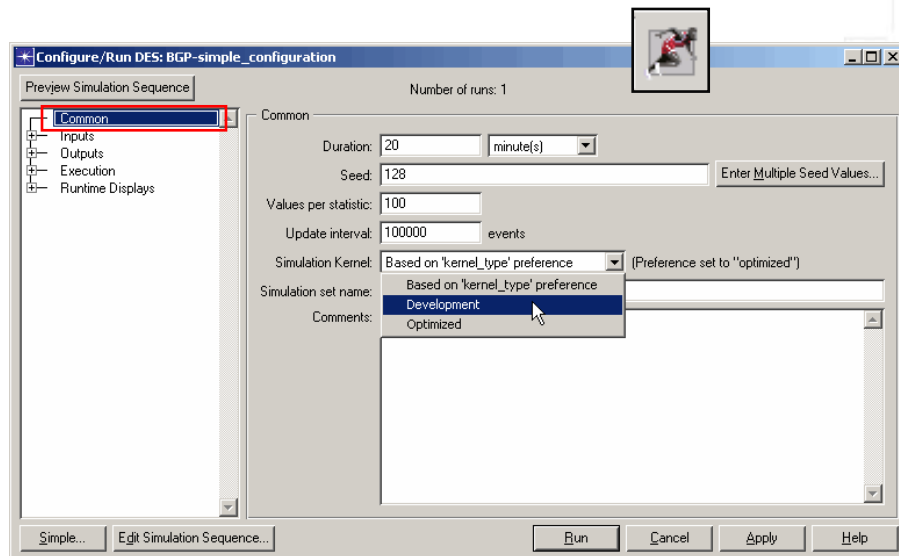 Configure/Run DES: BGP-simple_configuration
Preview Simulation Sequence
Number of runs: 1
Common
Inputs
Outputs
Execution
Runtime Displays
Common
Duration: 20 minute(s)
Seed: 128 Enter Multiple Seed Values...
Values per statistic: 100
Update interval: 100000 events
Simulation Kernel: Based on 'kernel_type' preference (Preference set to "optimized")
Based on 'kernel_type' preference
Simulation set name:
Development
Comments:
Optimized
Simple... Edit Simulation Sequence... Run Cancel Apply Help